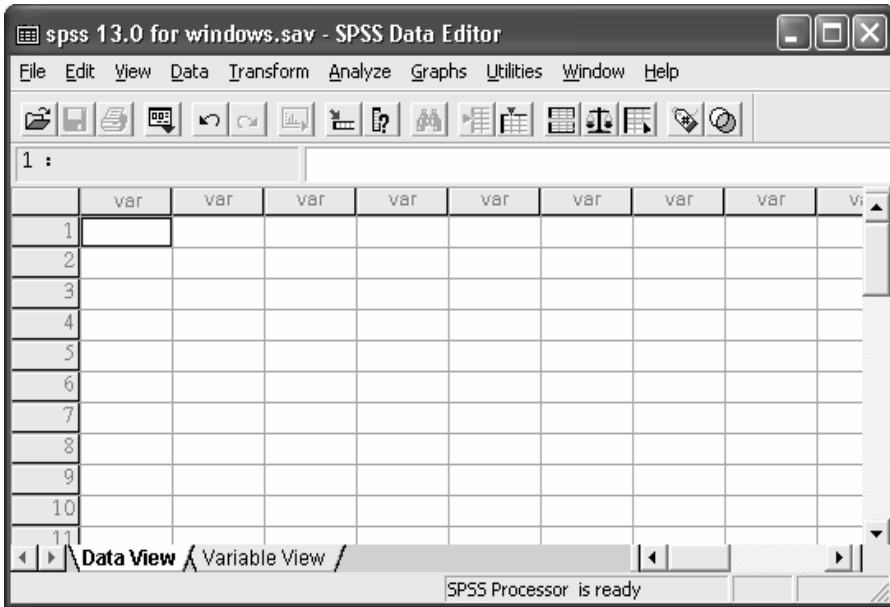 spss 13.0 for windows.sav - SPSS Data Editor
File Edit View Data Transform Analyze Graphs Utilities Window Help
1 :
var var var var var var var var va
1
2
3
4
5
6
7
8
9
10
11
Data View Variable View
SPSS Processor is ready